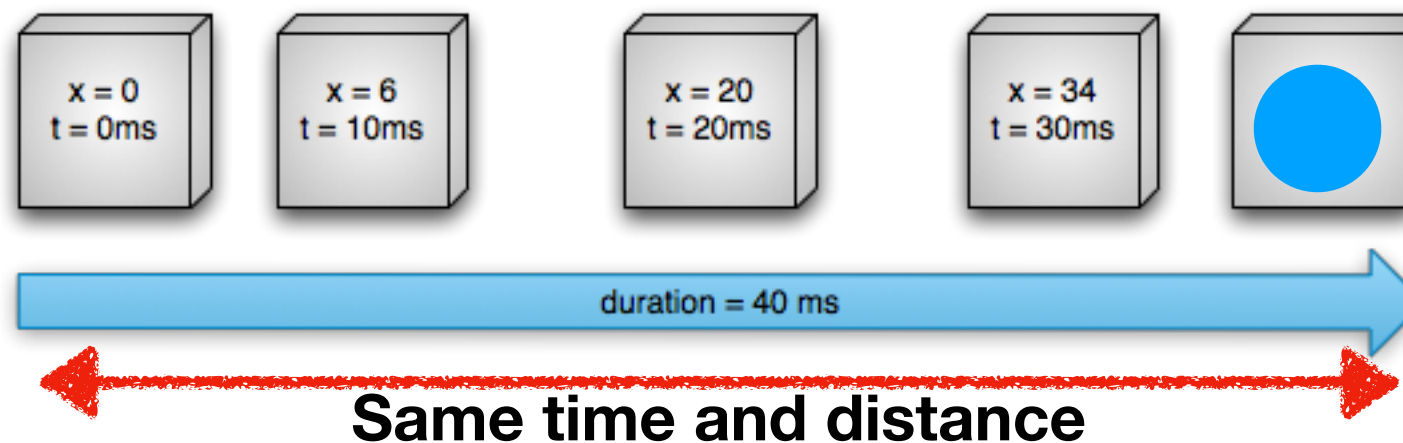 x = 0
t = 0ms
x = 6
t = 10ms
x = 20
t = 20ms
x = 34
t = 30ms
duration = 40 ms
Same time and distance